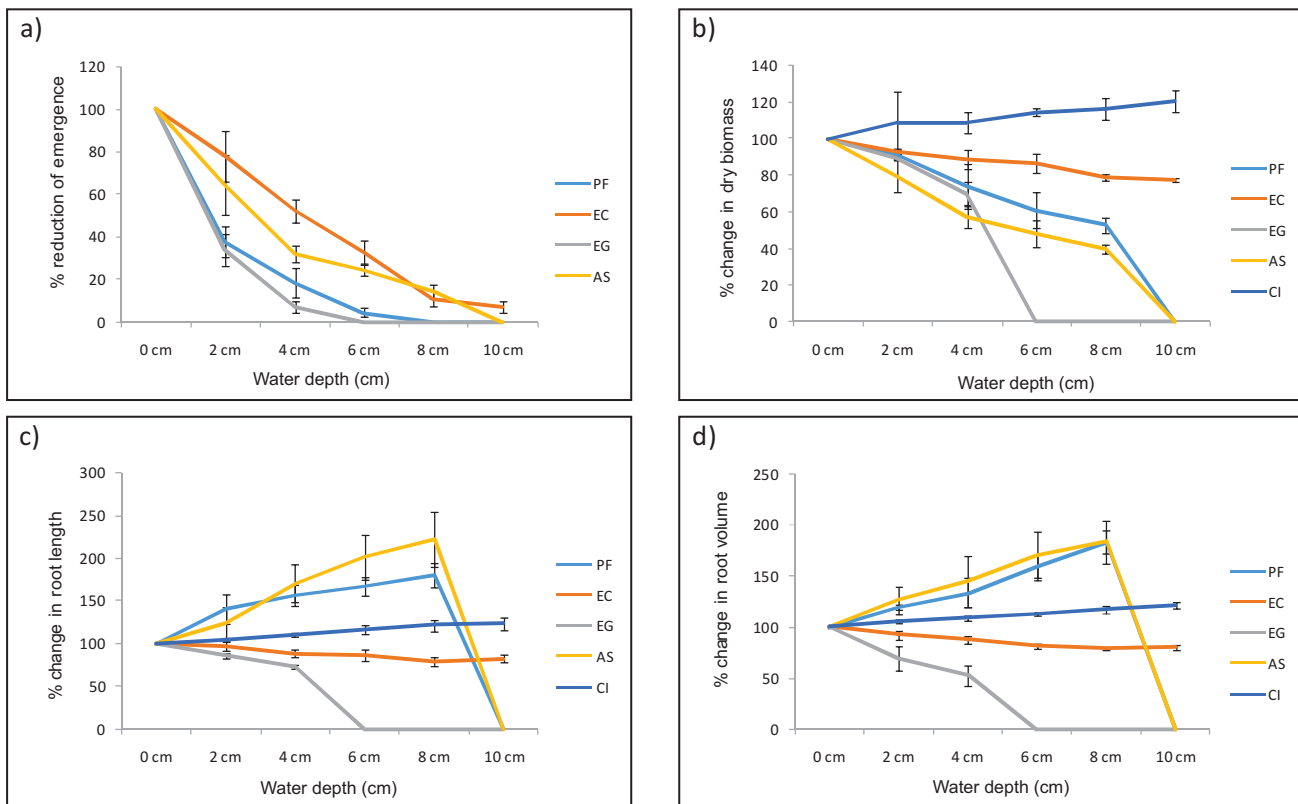 a)
% reduction of emergence
120
100
80
60
40
20
0
0 cm 2 cm 4 cm 6 cm 8 cm 10 cm
Water depth (cm)
PF
EC
EG
AS
b)
% change in dry biomass
140
120
100
80
60
40
20
0
0 cm 2 cm 4 cm 6 cm 8 cm 10 cm
Water depth (cm)
PF
EC
EG
AS
CI
c)
% change in root length
300
250
200
150
100
50
0
0 cm 2 cm 4 cm 6 cm 8 cm 10 cm
Water depth (cm)
PF
EC
EG
AS
CI
d)
% change in root volume
250
200
150
100
50
0
0 cm 2 cm 4 cm 6 cm 8 cm 10 cm
Water depth (cm)
PF
EC
EG
AS
CI